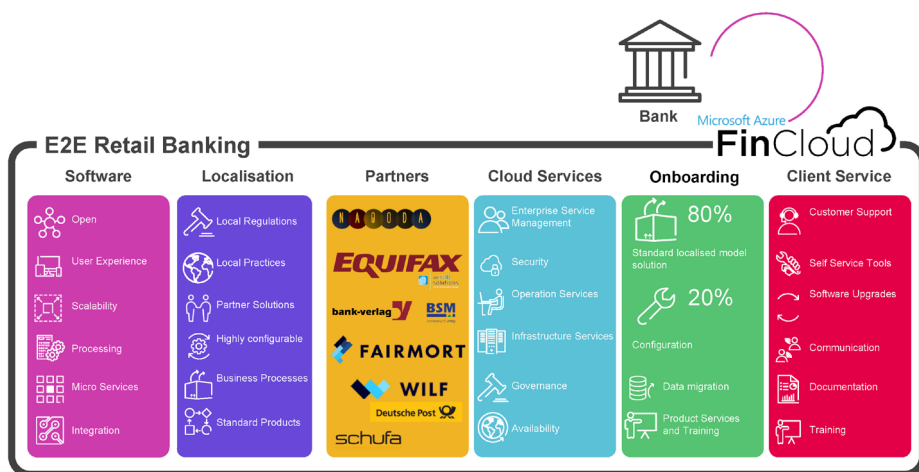 Bank
Microsoft Azure
FinCloud
E2E Retail Banking
Software
Open
User Experience
Scalability
Processing
Micro Services
Integration
Localisation
Local Regulations
Local Practices
Partner Solutions
Highly configurable
Business Processes
Standard Products
Partners
NAWODA
EQUIFAX
solutions
bank-verlag
BSM
FAIRMORT
WILF
Deutsche Post
schufa
Cloud Services
Enterprise Service
Management
Security
Operation Services
Infrastructure Services
Governance
Availability
Onboarding
80%
Standard localised model
solution
20%
Configuration
Data migration
Product Services
and Training
Client Service
Customer Support
Self Service Tools
Software Upgrades
Communication
Documentation
Training